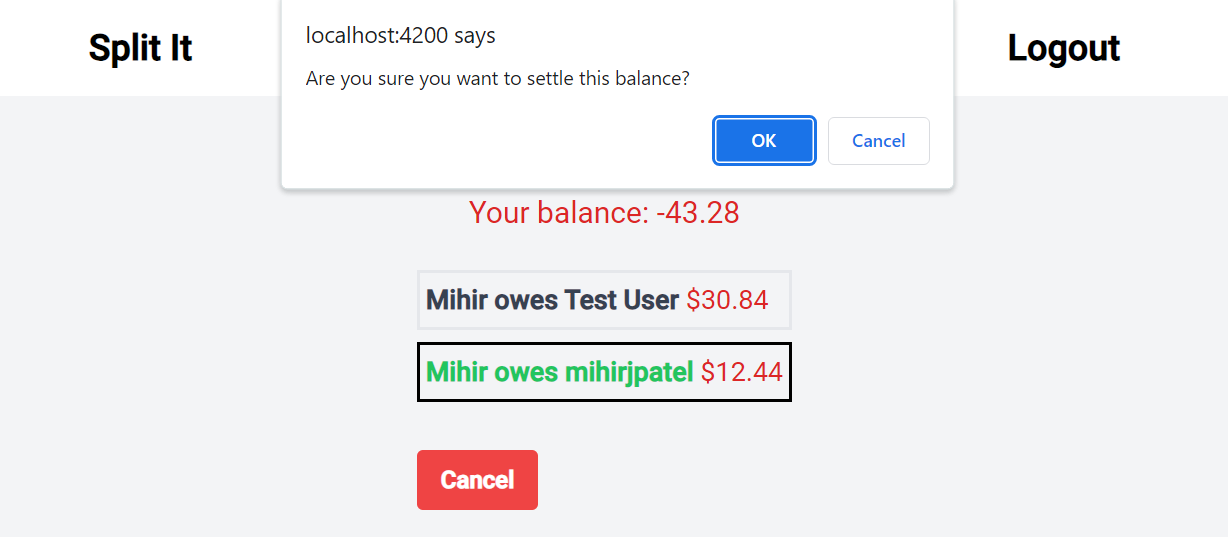 Split It
localhost:4200 says
Logout
Are you sure you want to settle this balance?
OK
Cancel
Your balance: -43.28
Mihir owes Test User $30.84
Mihir owes mihirjpatel $12.44
Cancel